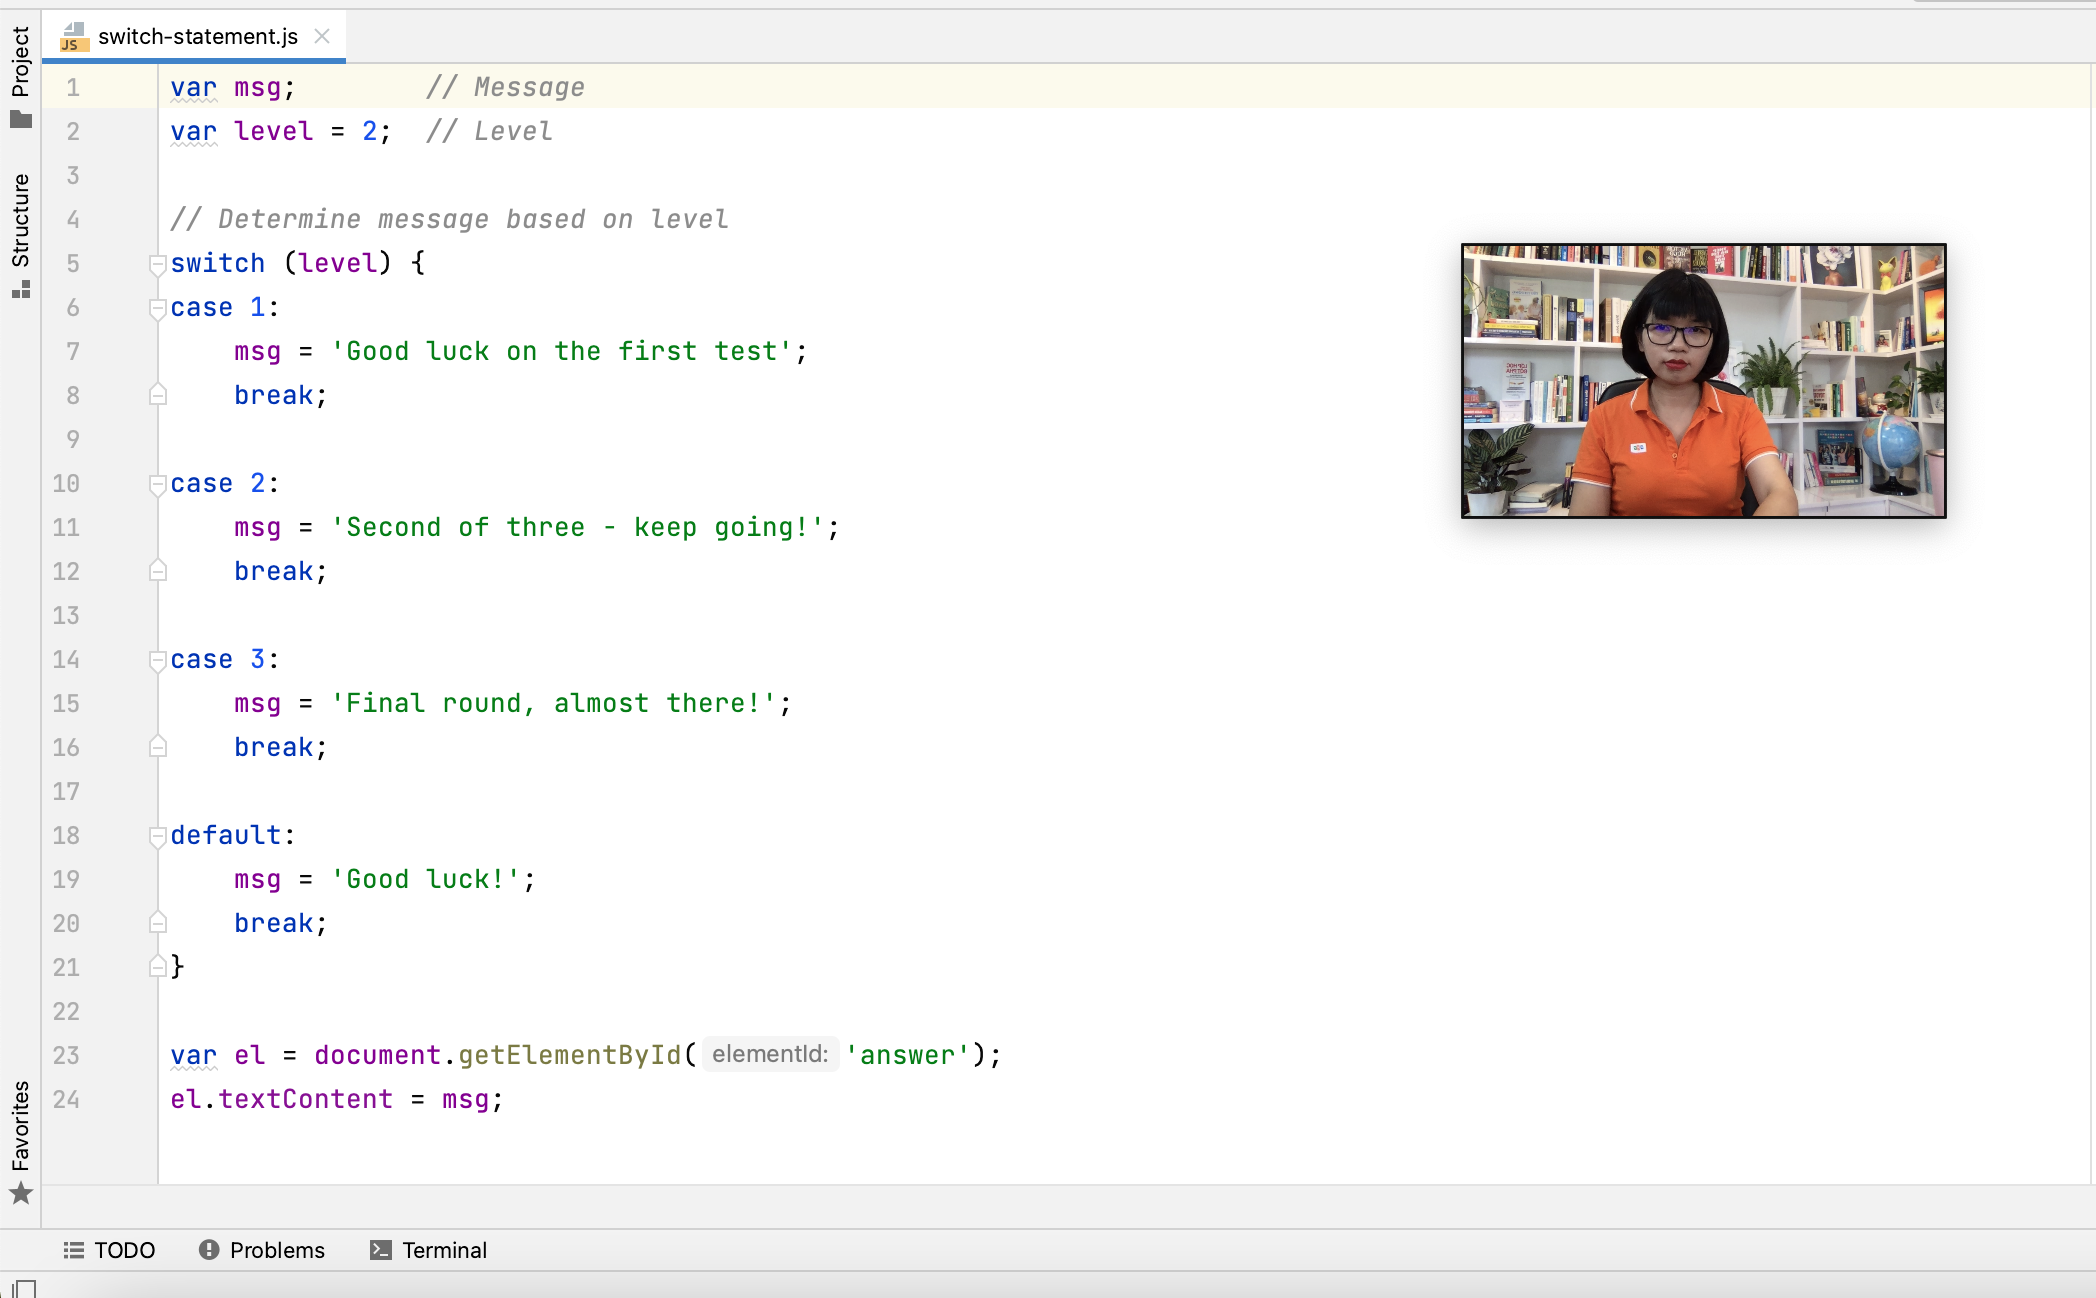 Project
Structure
Favorites
JS switch-statement.js
1 var msg;        // Message
2 var level = 2;  // Level
3
4 // Determine message based on level
5 switch (level) {
6 case 1:
7     msg = 'Good luck on the first test';
8     break;
9
10 case 2:
11     msg = 'Second of three - keep going!';
12     break;
13
14 case 3:
15     msg = 'Final round, almost there!';
16     break;
17
18 default:
19     msg = 'Good luck!';
20     break;
21 }
22
23 var el = document.getElementById( elementId: 'answer');
24 el.textContent = msg;
TODO Problems Terminal